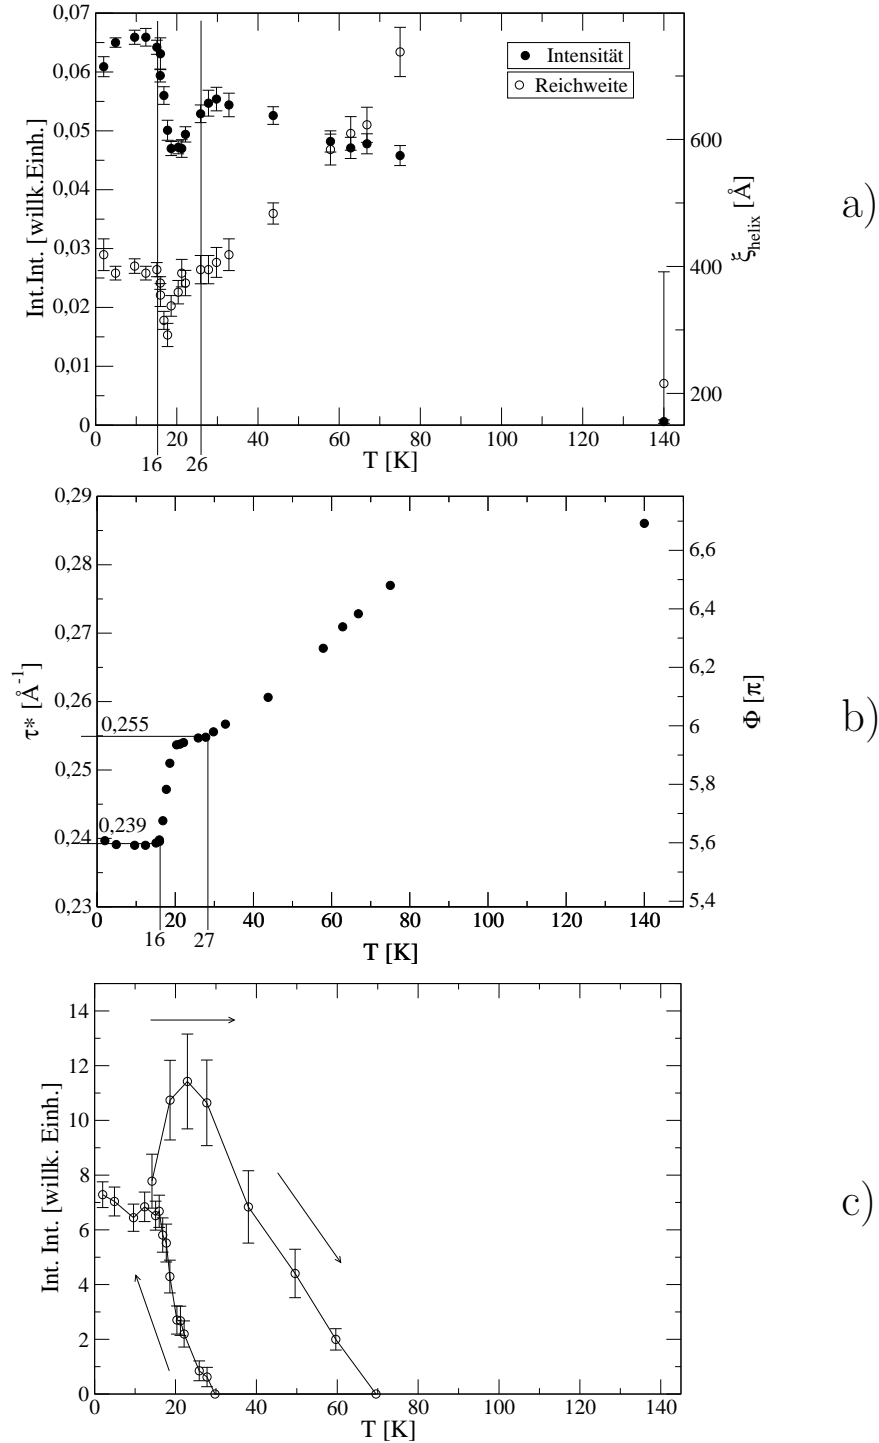 0,07
0,06
0,05
0,04
0,03
0,02
0,01
0
Int.Int. [willk.Einh.]
Intensität
Reichweite
600
400
200
ξhelix [Å]
a)
0 20 40 60 80 100 120 140
16 26
T [K]
0,29
0,28
0,27
0,26
0,25
0,24
0,23
τ* [Å-1]
0,255
0,239
6,6
6,4
6,2
6
5,8
5,6
5,4
Φ [π]
b)
0 20 40 60 80 100 120 140
16 27
T [K]
14
12
10
8
6
4
2
0
Int. Int. [willk. Einh.]
c)
0 20 40 60 80 100 120 140
T [K]